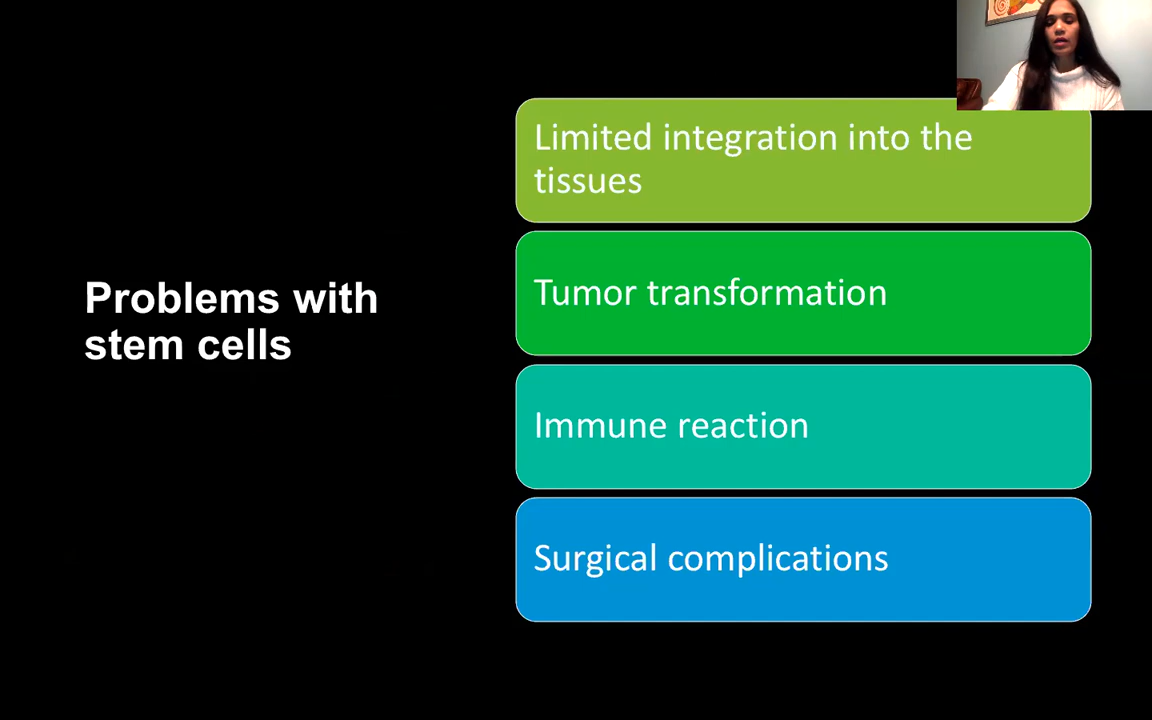 Problems with
stem cells
Limited integration into the
tissues
Tumor transformation
Immune reaction
Surgical complications